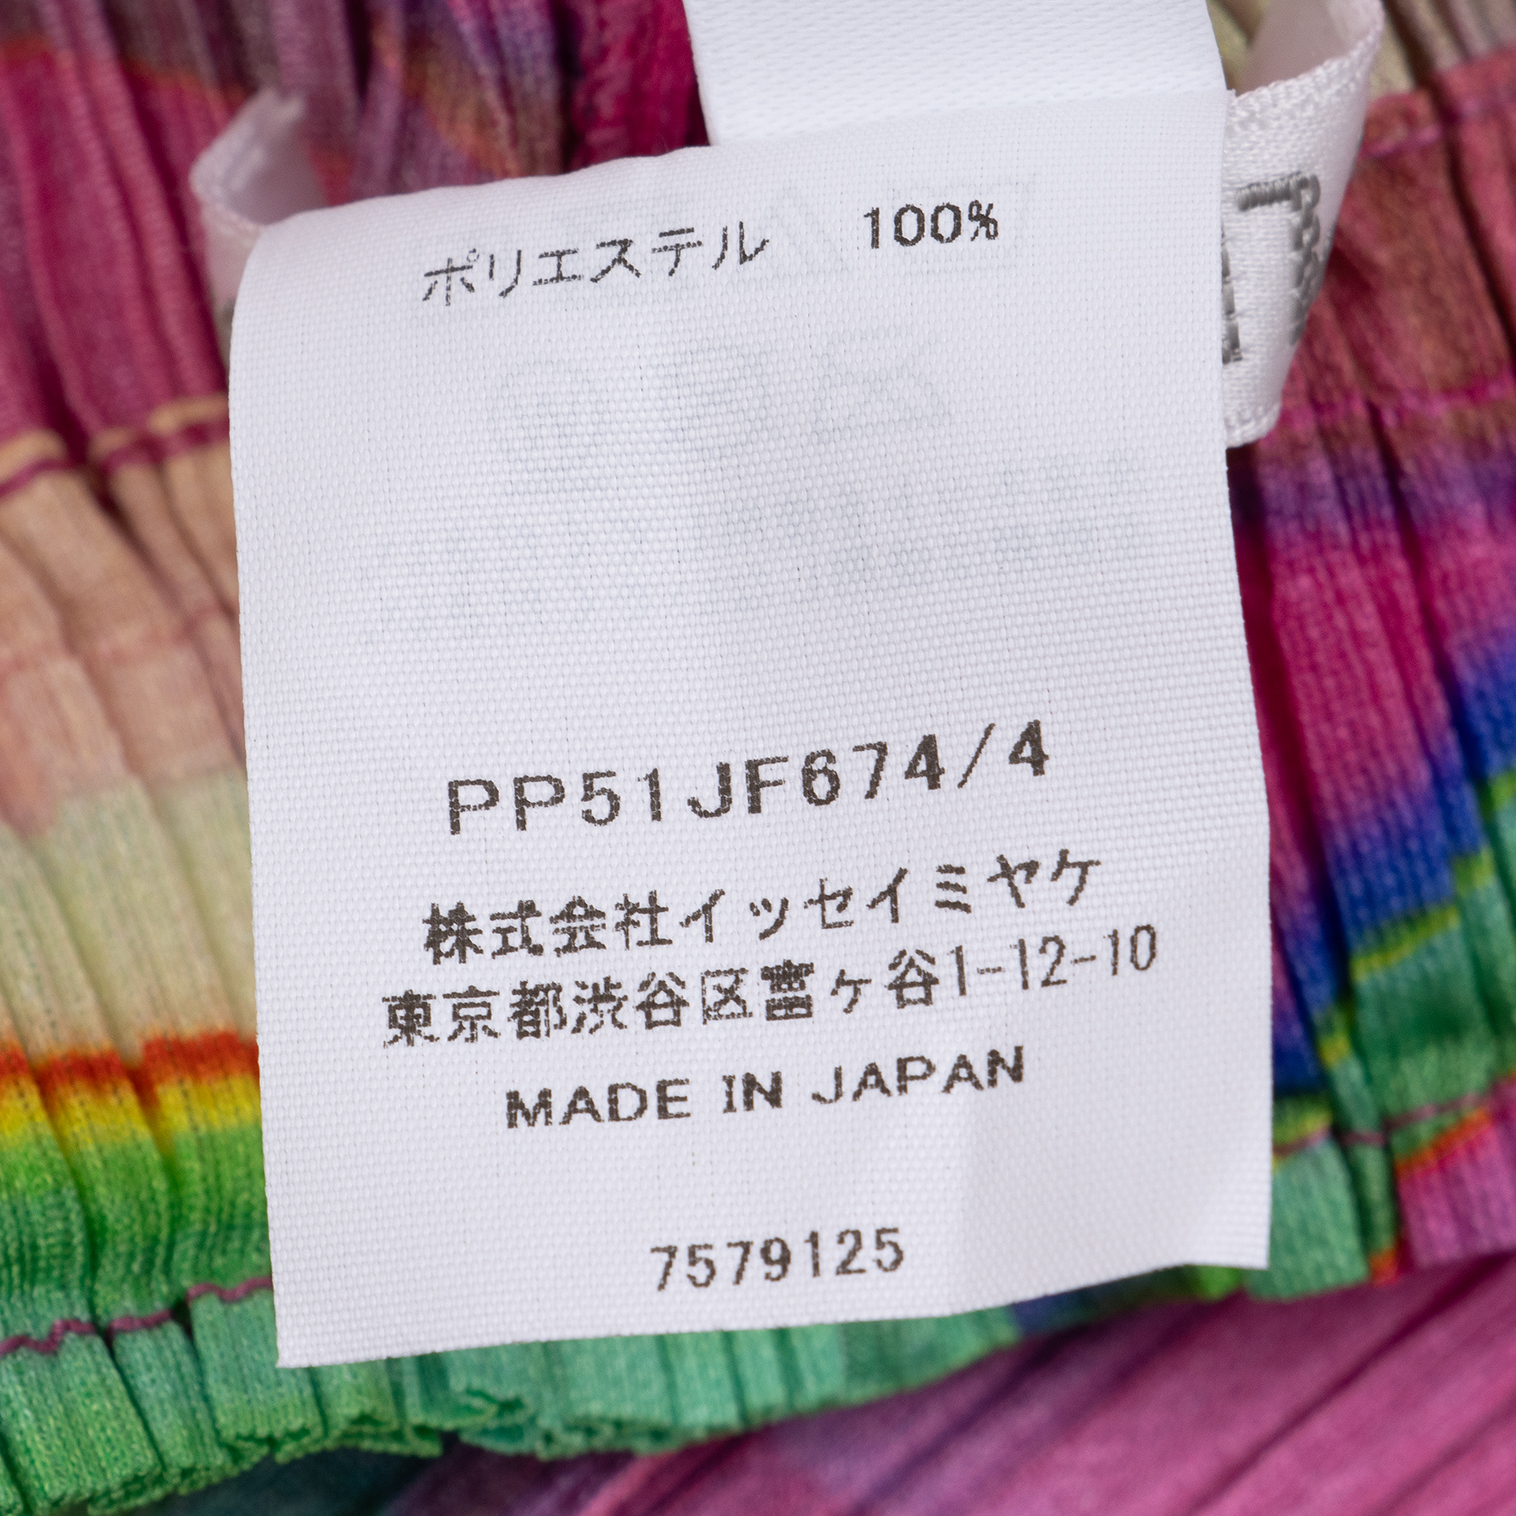 ポリエステル 100%
PP51JF674/4
株式会社イッセイミヤケ
東京都渋谷区富ヶ谷1-12-10
MADE IN JAPAN
7579125